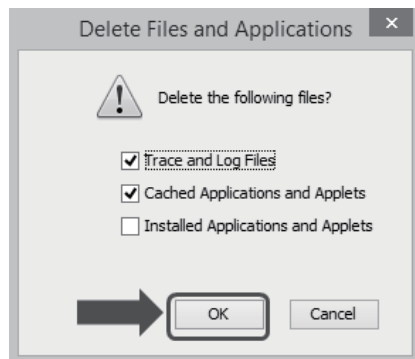 Delete Files and Applications
Delete the following files?
Trace and Log Files
Cached Applications and Applets
Installed Applications and Applets
OK
Cancel